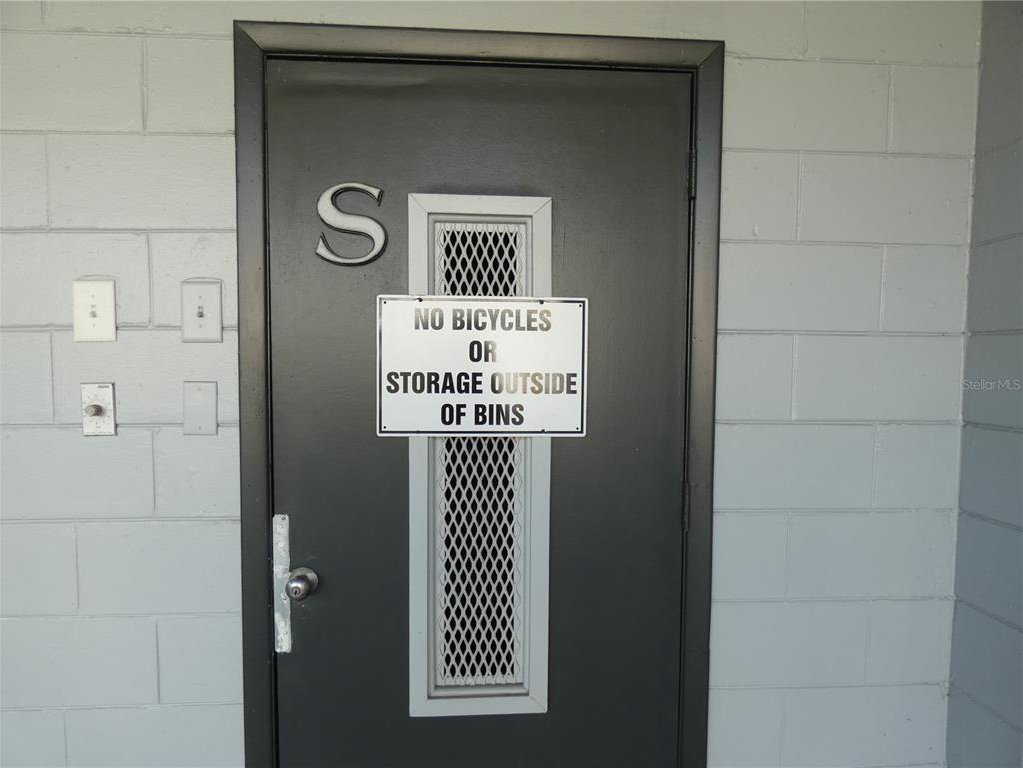 S
NO BICYCLES
OR
STORAGE OUTSIDE
OF BINS
StellarMLS